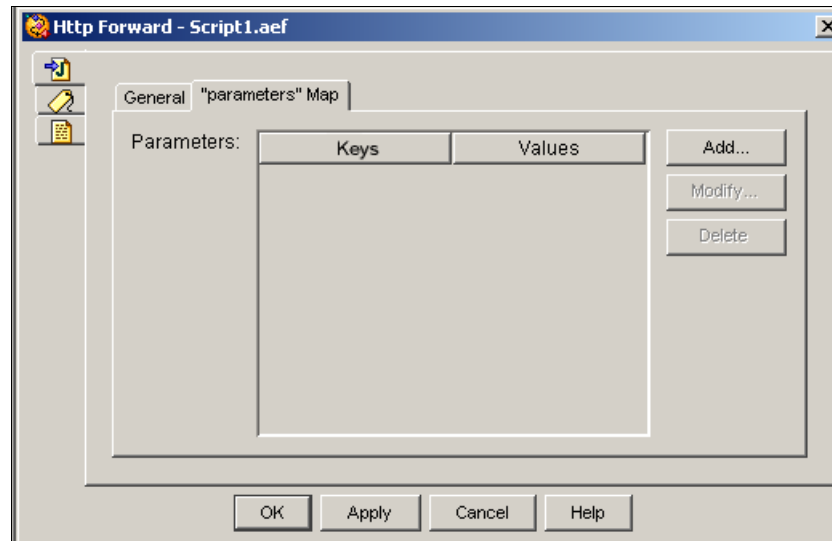 Http Forward - Script1.aef
General "parameters" Map
Parameters: Keys Values Add...
Modify...
Delete
OK Apply Cancel Help